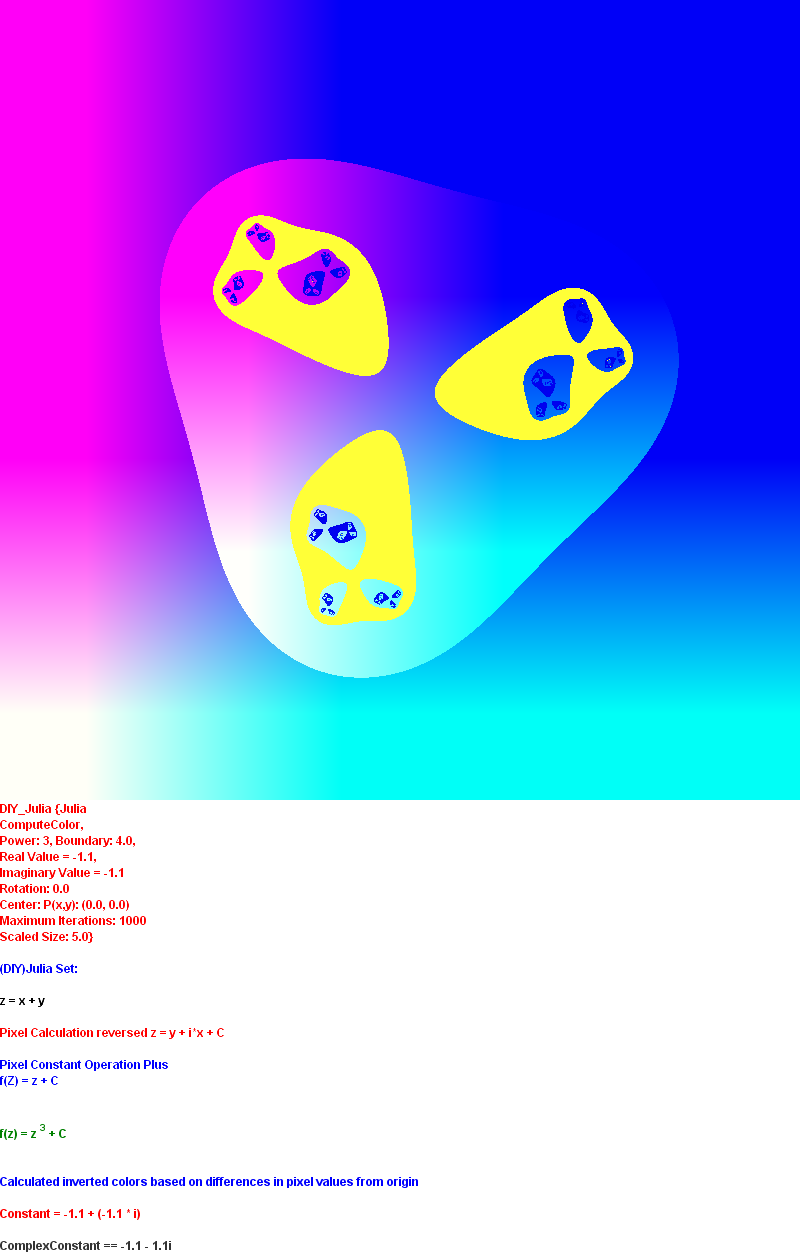 DIY_Julia {Julia
ComputeColor,
Power: 3, Boundary: 4.0,
Real Value = -1.1,
Imaginary Value = -1.1
Rotation: 0.0
Center: P(x,y): (0.0, 0.0)
Maximum Iterations: 1000
Scaled Size: 5.0}
(DIY)Julia Set:
z = x + y
Pixel Calculation reversed z = y + i*x + C
Pixel Constant Operation Plus
f(Z) = z + C
f(z) = z ³ + C
Calculated inverted colors based on differences in pixel values from origin
Constant = -1.1 + (-1.1 * i)
ComplexConstant == -1.1 - 1.1i